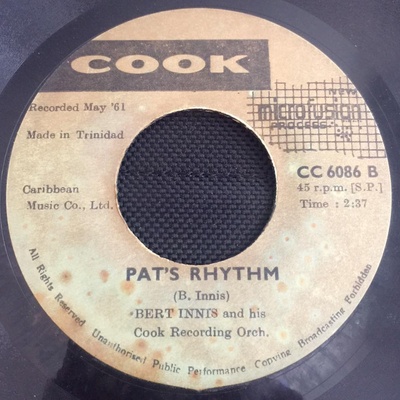 COOK
Recorded May '61
NEW
microfusion
PROCESS
Made in Trinidad
CC 6086 B
45 r.p.m. [S.P.]
Caribbean
Music Co., Ltd.
Time : 2:37
PAT'S RHYTHM
(B. Innis)
BERT INNIS and his
Cook Recording Orch.
All Rights Reserved Unauthorised Public Performance Copying Broadcasting Forbidden